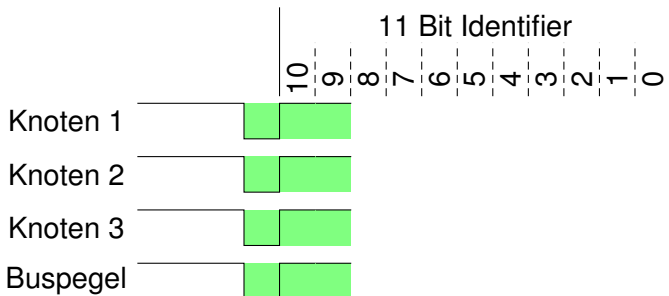 11 Bit Identifier
10 9 8 7 6 5 4 3 2 1 0
Knoten 1
Knoten 2
Knoten 3
Buspegel